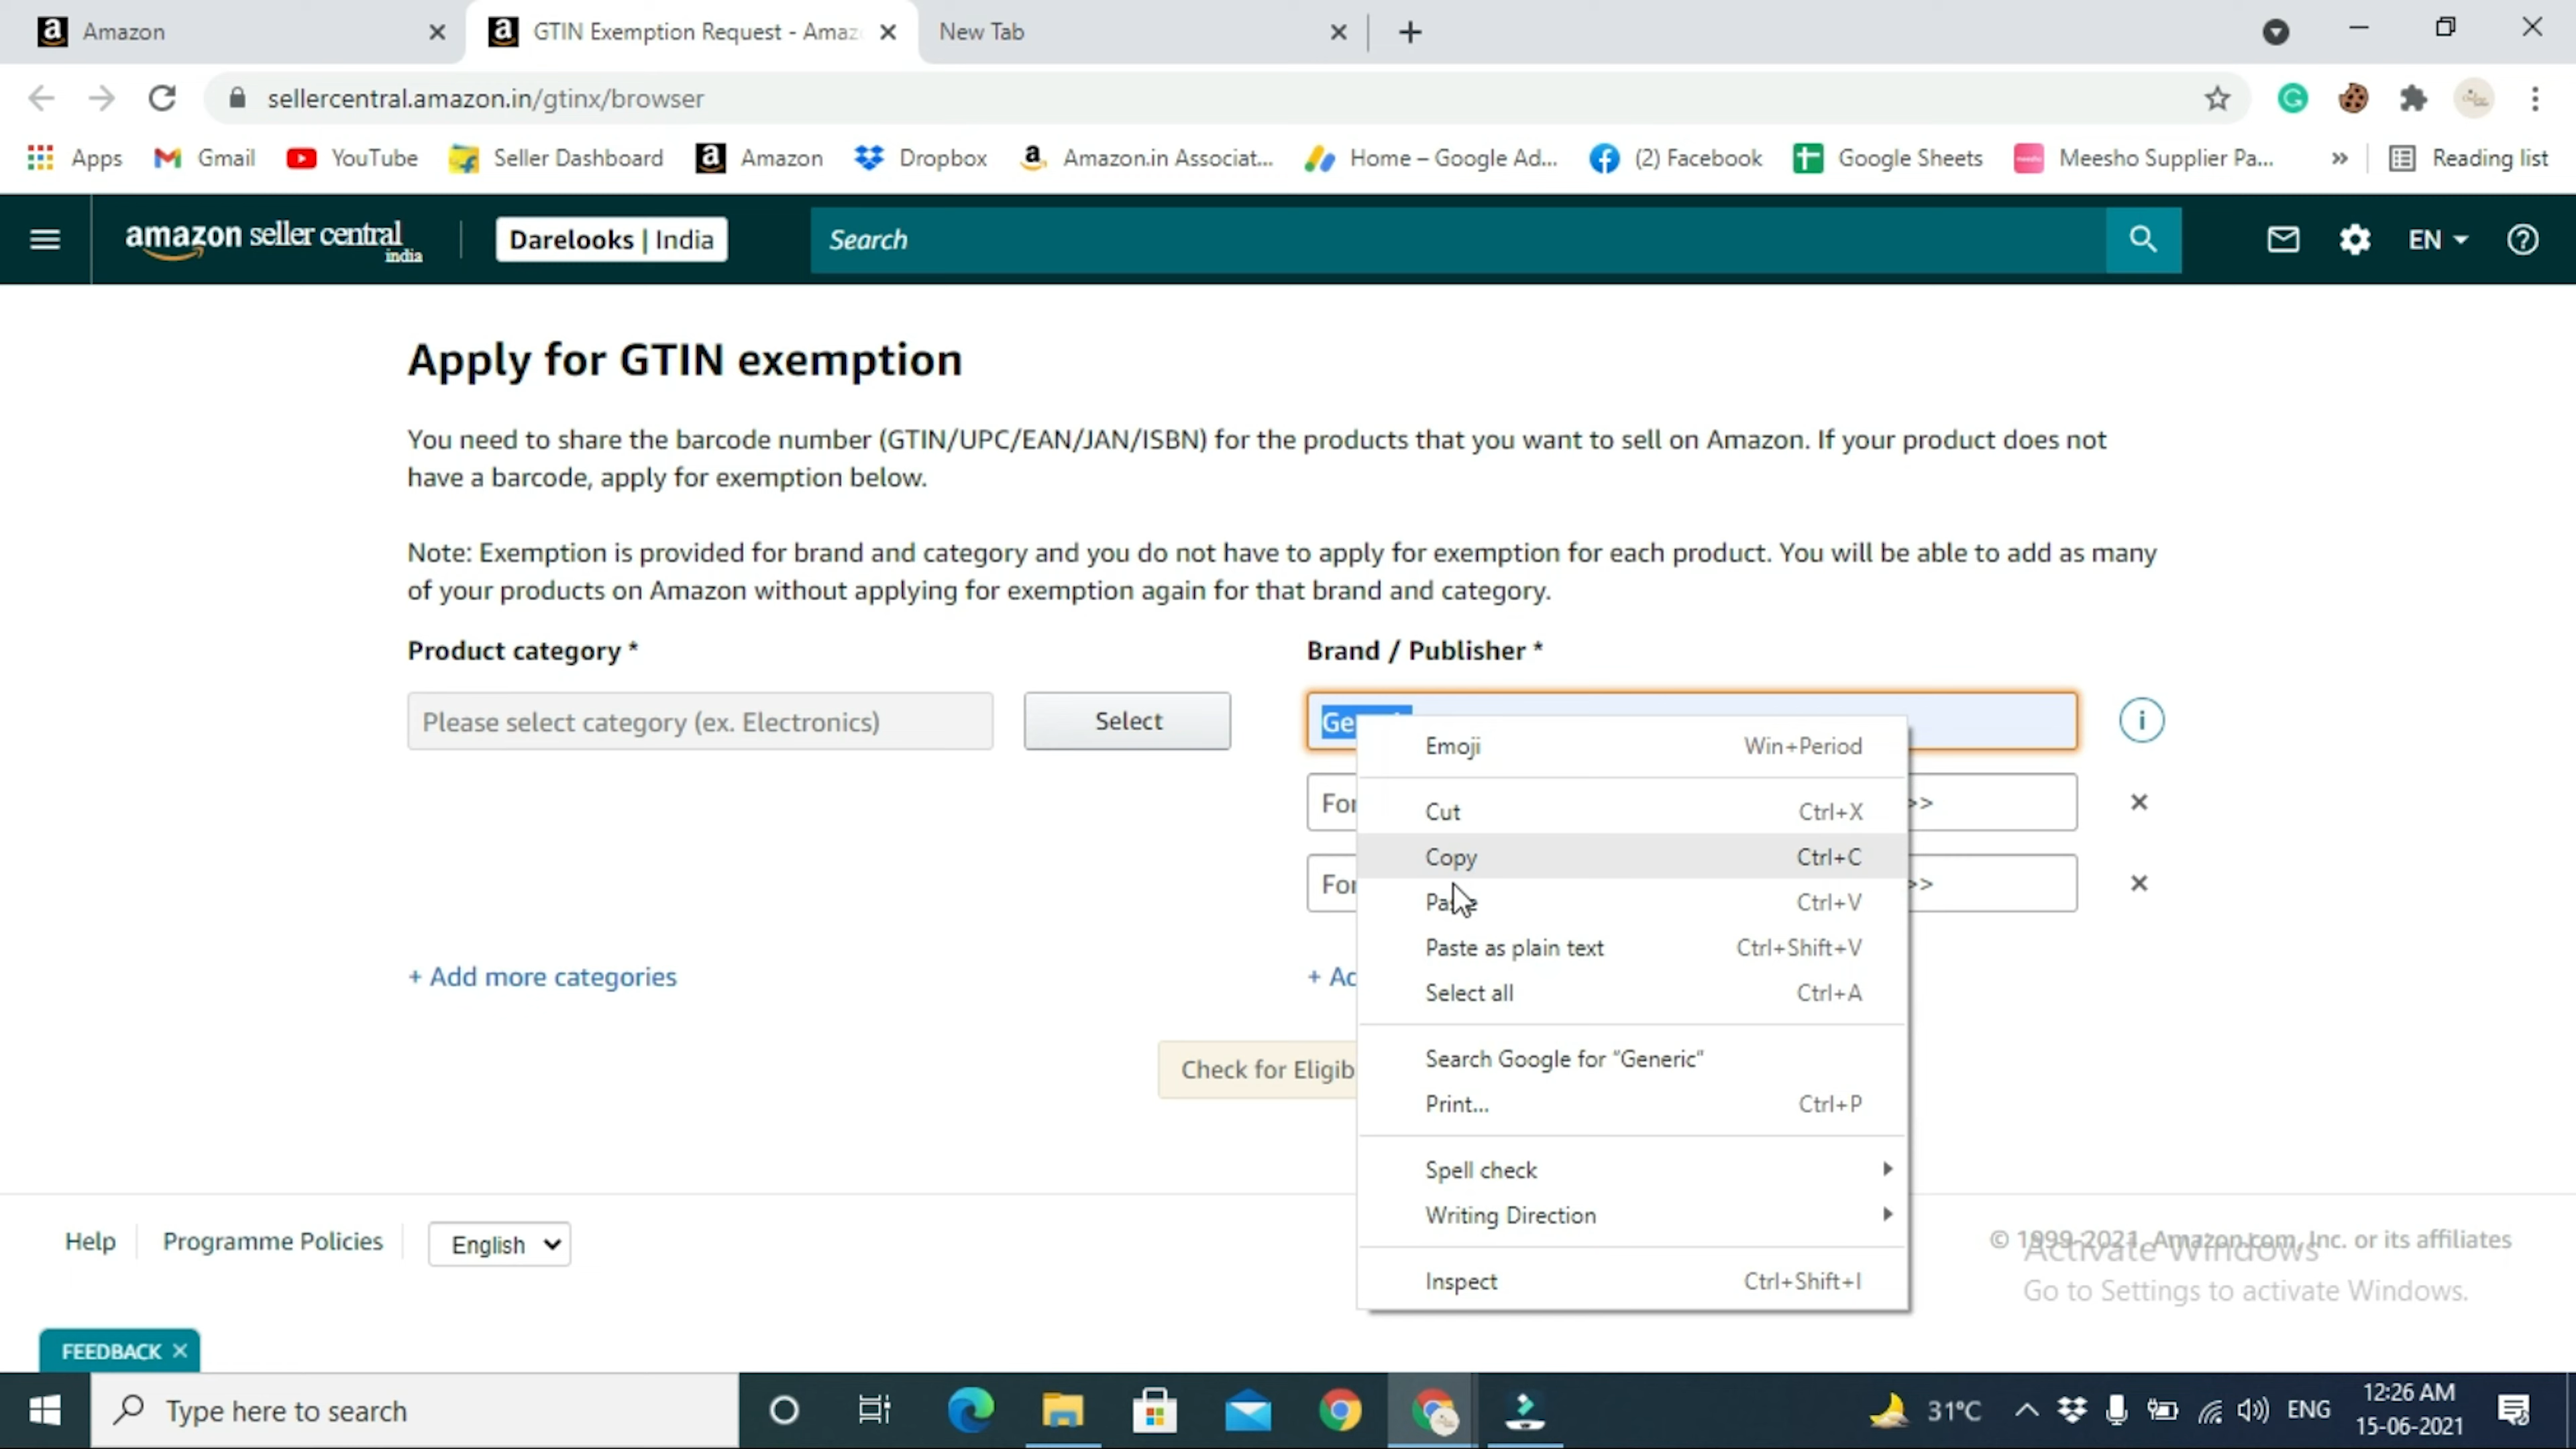 Amazon
GTIN Exemption Request - Amaz
New Tab
sellercentral.amazon.in/gtinx/browser
Apps
Gmail
YouTube
Seller Dashboard
Amazon
Dropbox
Amazon.in Associat...
Home – Google Ad...
(2) Facebook
Google Sheets
Meesho Supplier Pa...
»
Reading list
amazon seller central
india
Darelooks | India
Search
EN
Apply for GTIN exemption
You need to share the barcode number (GTIN/UPC/EAN/JAN/ISBN) for the products that you want to sell on Amazon. If your product does not
have a barcode, apply for exemption below.
Note: Exemption is provided for brand and category and you do not have to apply for exemption for each product. You will be able to add as many
of your products on Amazon without applying for exemption again for that brand and category.
Product category *
Brand / Publisher *
Please select category (ex. Electronics)
Select
Ge
For
>>
For
>>
+ Add more categories
+ Ad
Check for Eligib
Emoji Win+Period
Cut Ctrl+X
Copy Ctrl+C
Paste Ctrl+V
Paste as plain text Ctrl+Shift+V
Select all Ctrl+A
Search Google for "Generic"
Print... Ctrl+P
Spell check
Writing Direction
Inspect Ctrl+Shift+I
Help
Programme Policies
English
© 1999-2021, Amazon.com, Inc. or its affiliates
Activate Windows
Go to Settings to activate Windows.
FEEDBACK ×
Type here to search
31°C
ENG
12:26 AM
15-06-2021